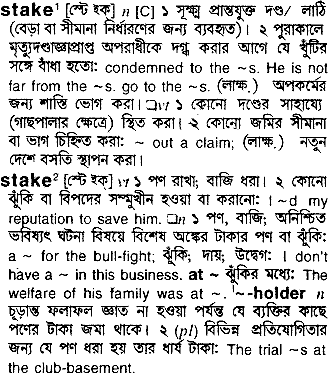 stake¹ [স্টেইক্] n [C] ১ সূক্ষ্ম প্রান্তযুক্ত দণ্ড/ লাঠি
(বেড়া বা সীমানা নির্ধারণের জন্য ব্যবহৃত)। ২ পুরাকালে
মৃত্যুদণ্ডাজ্ঞাপ্রাপ্ত অপরাধীকে দগ্ধ করার আগে যে খুঁটির
সঙ্গে বাঁধা হতো: condemned to the ~s. He is not
far from the ~s. go to the ~s. (লাক্ষ.) অপকর্মের
জন্য শাস্তি ভোগ করা। □vt ১ কোনো দণ্ডের সাহায্যে
(গাছপালার ক্ষেত্রে) স্থিত করা। ২ কোনো জমির সীমানা
বা ভাগ চিহ্নিত করা: ~ out a claim; (লাক্ষ.) নতুন
দেশে বসতি স্থাপন করা।
stake² [স্টেইক্] vt ১ পণ রাখা; বাজি ধরা। ২ কোনো
ঝুঁকি বা বিপদের সম্মুখীন হওয়া বা করানো: I ~d my
reputation to save him. □n ১ পণ, বাজি; অনিশ্চিত
ভবিষ্যৎ ঘটনা বিষয়ে বিশেষ অঙ্কের টাকার পণ বা ঝুঁকি:
a ~ for the bull-fight; ঝুঁকি; দায়; উদ্বেগ: I don't
have a ~ in this business. at ~ ঝুঁকির মধ্যে: The
welfare of his family was at ~. '~-holder n
চূড়ান্ত ফলাফল জ্ঞাত না হওয়া পর্যন্ত যে ব্যক্তির কাছে
পণের টাকা জমা থাকে। ২ (pl) বিভিন্ন প্রতিযোগিতার
জন্য যে পণ ধরা হয় তার ধার্য টাকা: The trial ~s at
the club-basement.